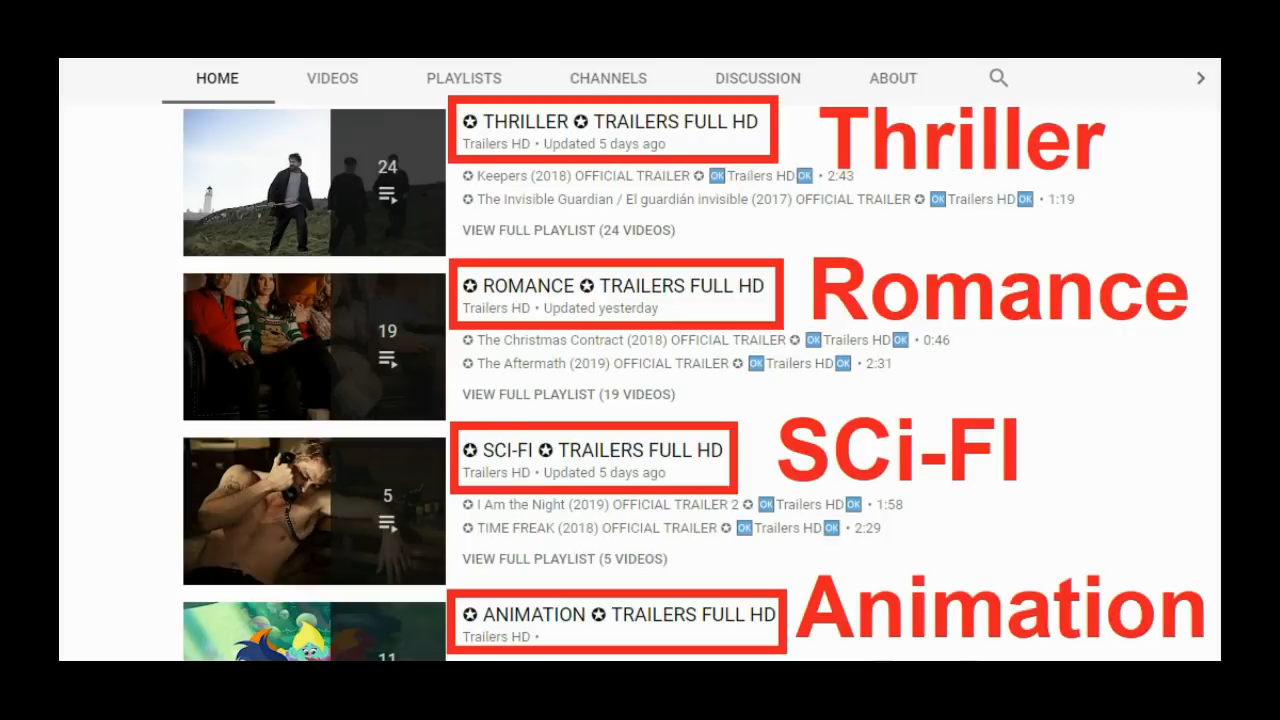 HOME VIDEOS PLAYLISTS CHANNELS DISCUSSION ABOUT
✪ THRILLER ✪ TRAILERS FULL HD
Thriller
Trailers HD • Updated 5 days ago
24
✪ Keepers (2018) OFFICIAL TRAILER ✪ 🆗Trailers HD🆗 • 2:43
✪ The Invisible Guardian / El guardián invisible (2017) OFFICIAL TRAILER ✪ 🆗Trailers HD🆗 • 1:19
VIEW FULL PLAYLIST (24 VIDEOS)
✪ ROMANCE ✪ TRAILERS FULL HD
Romance
Trailers HD • Updated yesterday
19
✪ The Christmas Contract (2018) OFFICIAL TRAILER ✪ 🆗Trailers HD🆗 • 0:46
✪ The Aftermath (2019) OFFICIAL TRAILER ✪ 🆗Trailers HD🆗 • 2:31
VIEW FULL PLAYLIST (19 VIDEOS)
✪ SCI-FI ✪ TRAILERS FULL HD
SCi-FI
Trailers HD • Updated 5 days ago
5
✪ I Am the Night (2019) OFFICIAL TRAILER 2 ✪ 🆗Trailers HD🆗 • 1:58
✪ TIME FREAK (2018) OFFICIAL TRAILER ✪ 🆗Trailers HD🆗 • 2:29
VIEW FULL PLAYLIST (5 VIDEOS)
✪ ANIMATION ✪ TRAILERS FULL HD
Animation
Trailers HD •
11